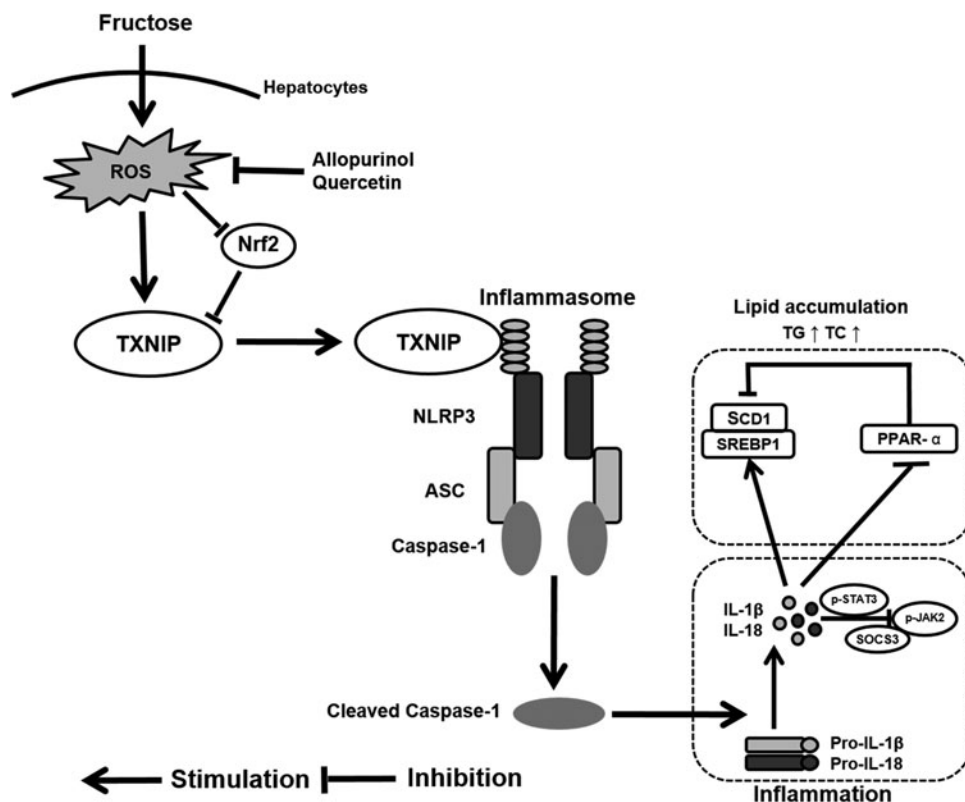 Fructose
Hepatocytes
ROS
Allopurinol
Quercetin
Nrf2
TXNIP
TXNIP
Inflammasome
NLRP3
ASC
Caspase-1
Cleaved Caspase-1
Lipid accumulation
TG ↑ TC ↑
SCD1
SREBP1
PPAR- α
IL-1β
IL-18
p-STAT3
SOCS3
p-JAK2
Pro-IL-1β
Pro-IL-18
Inflammation
Stimulation
Inhibition